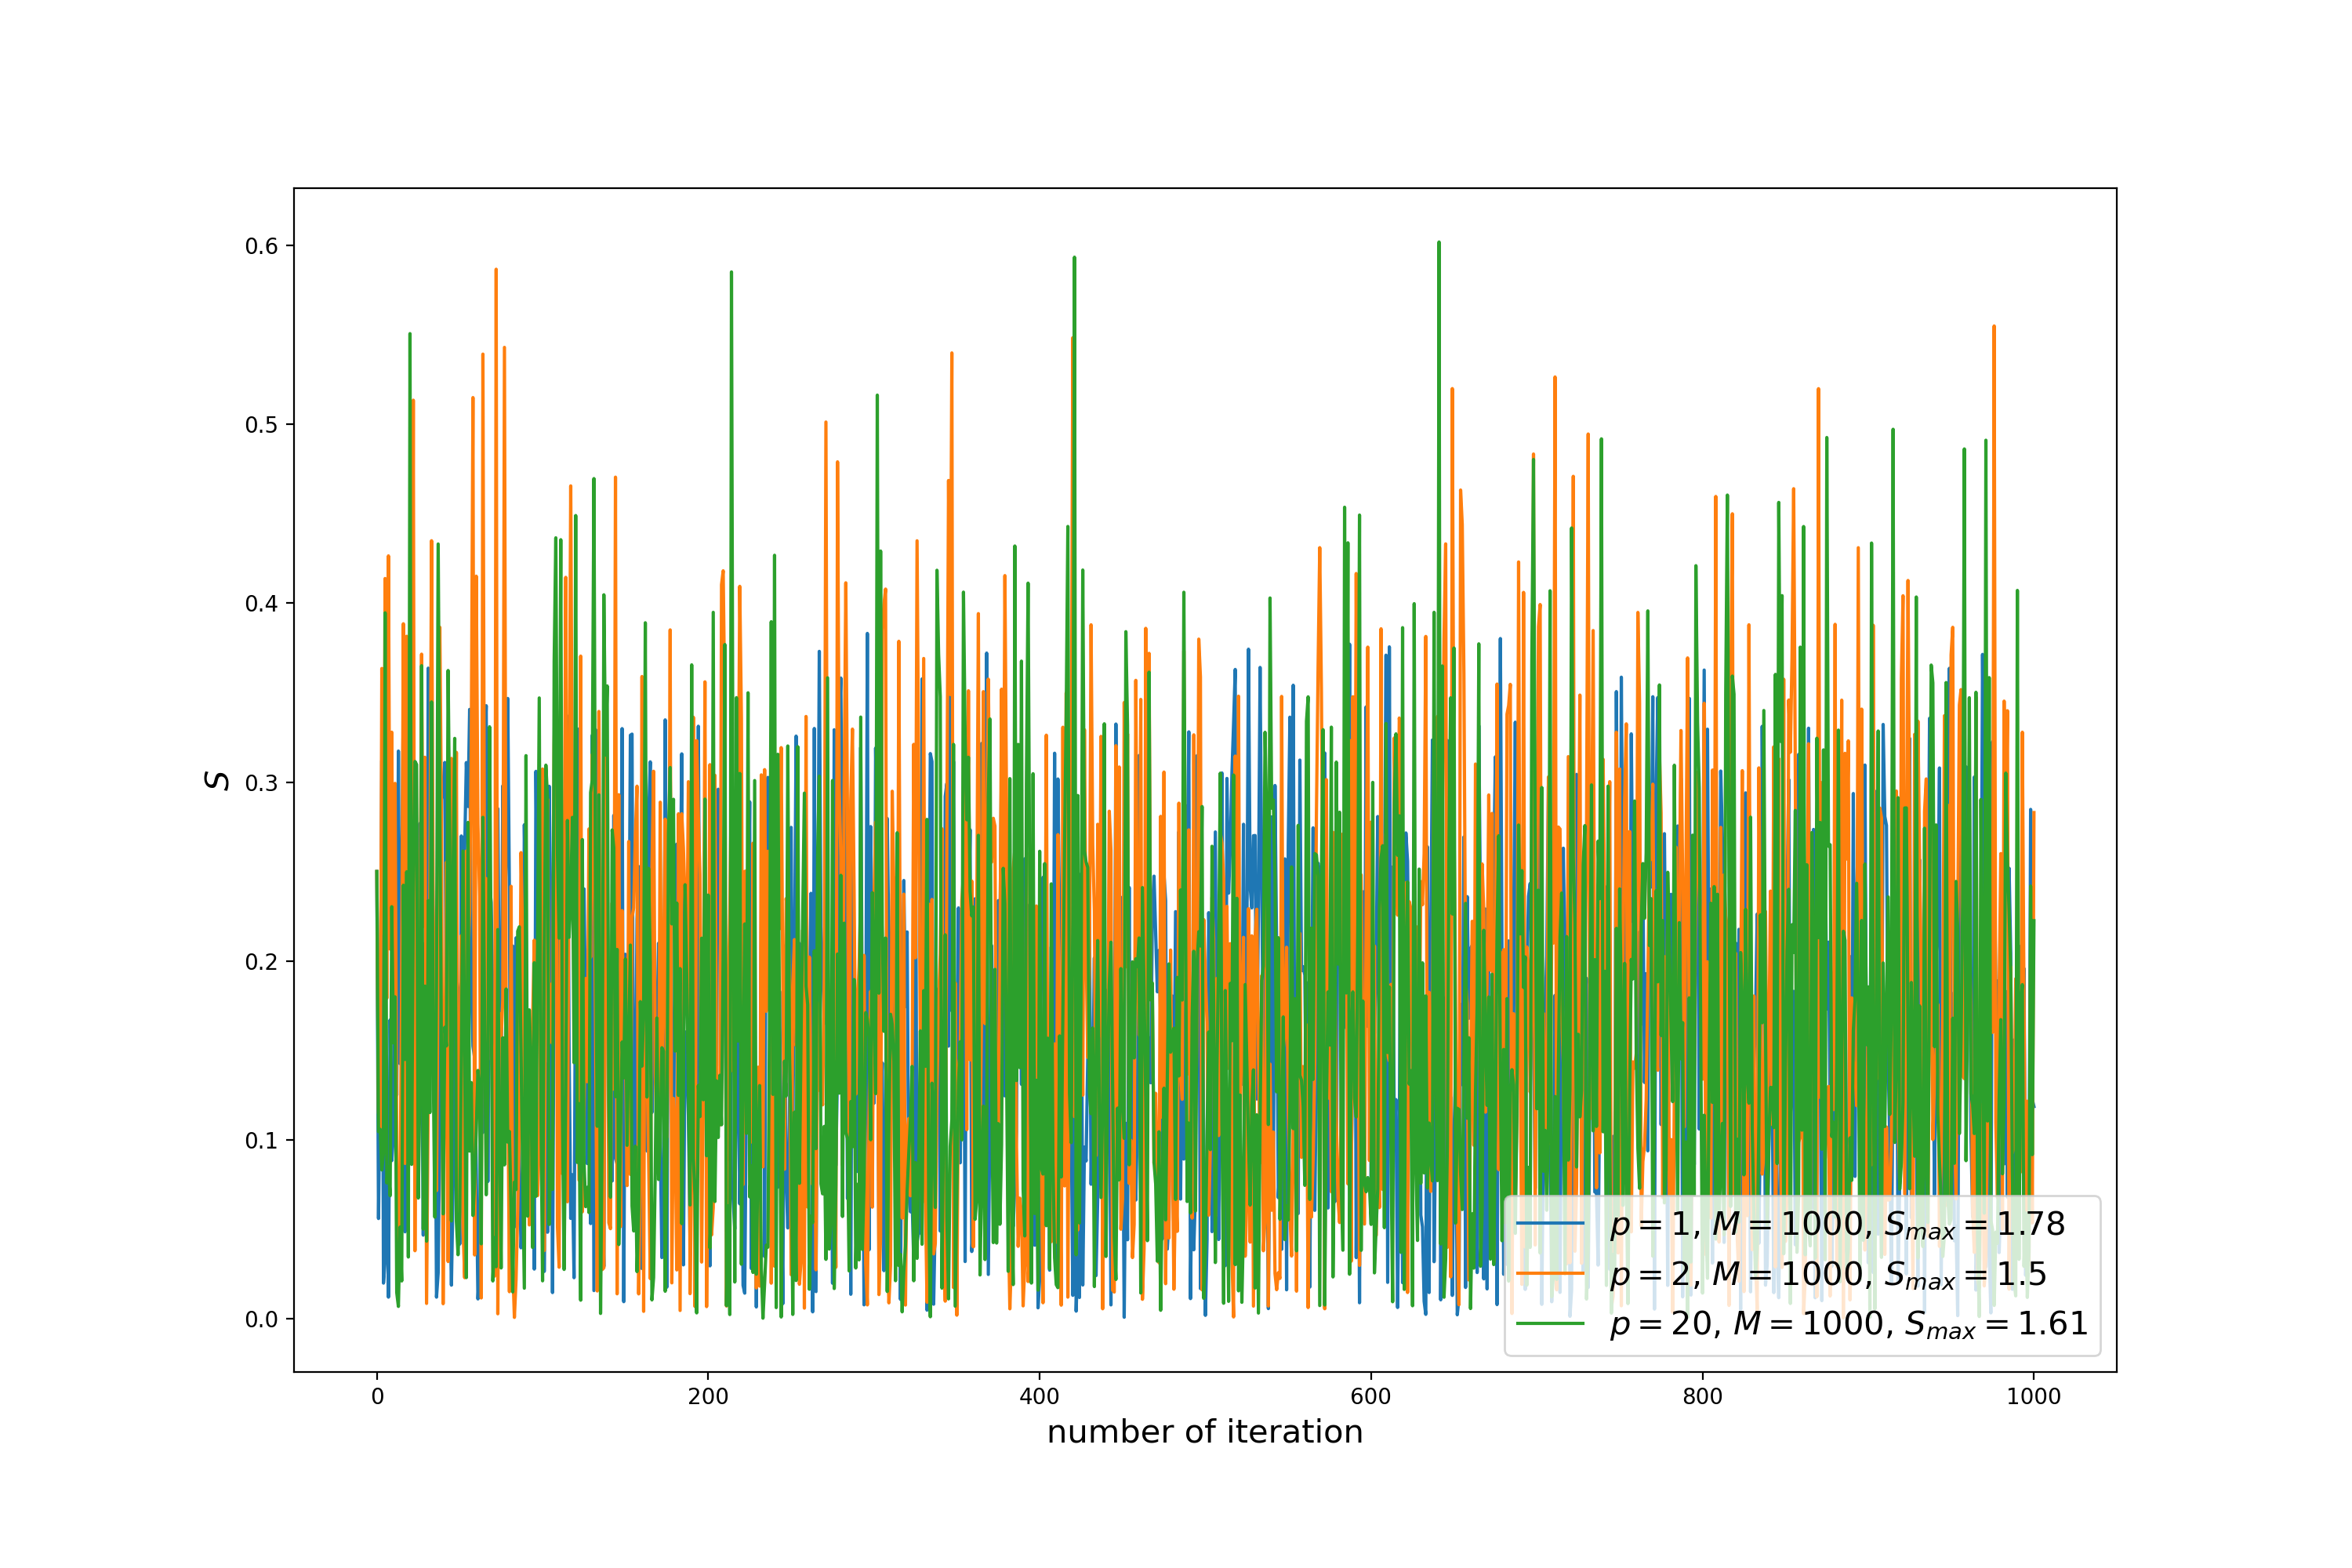 0.6
0.5
0.4
0.3
0.2
0.1
0.0
S
0 200 400 600 800 1000
number of iteration
p = 1, M = 1000, S_max = 1.78
p = 2, M = 1000, S_max = 1.5
p = 20, M = 1000, S_max = 1.61